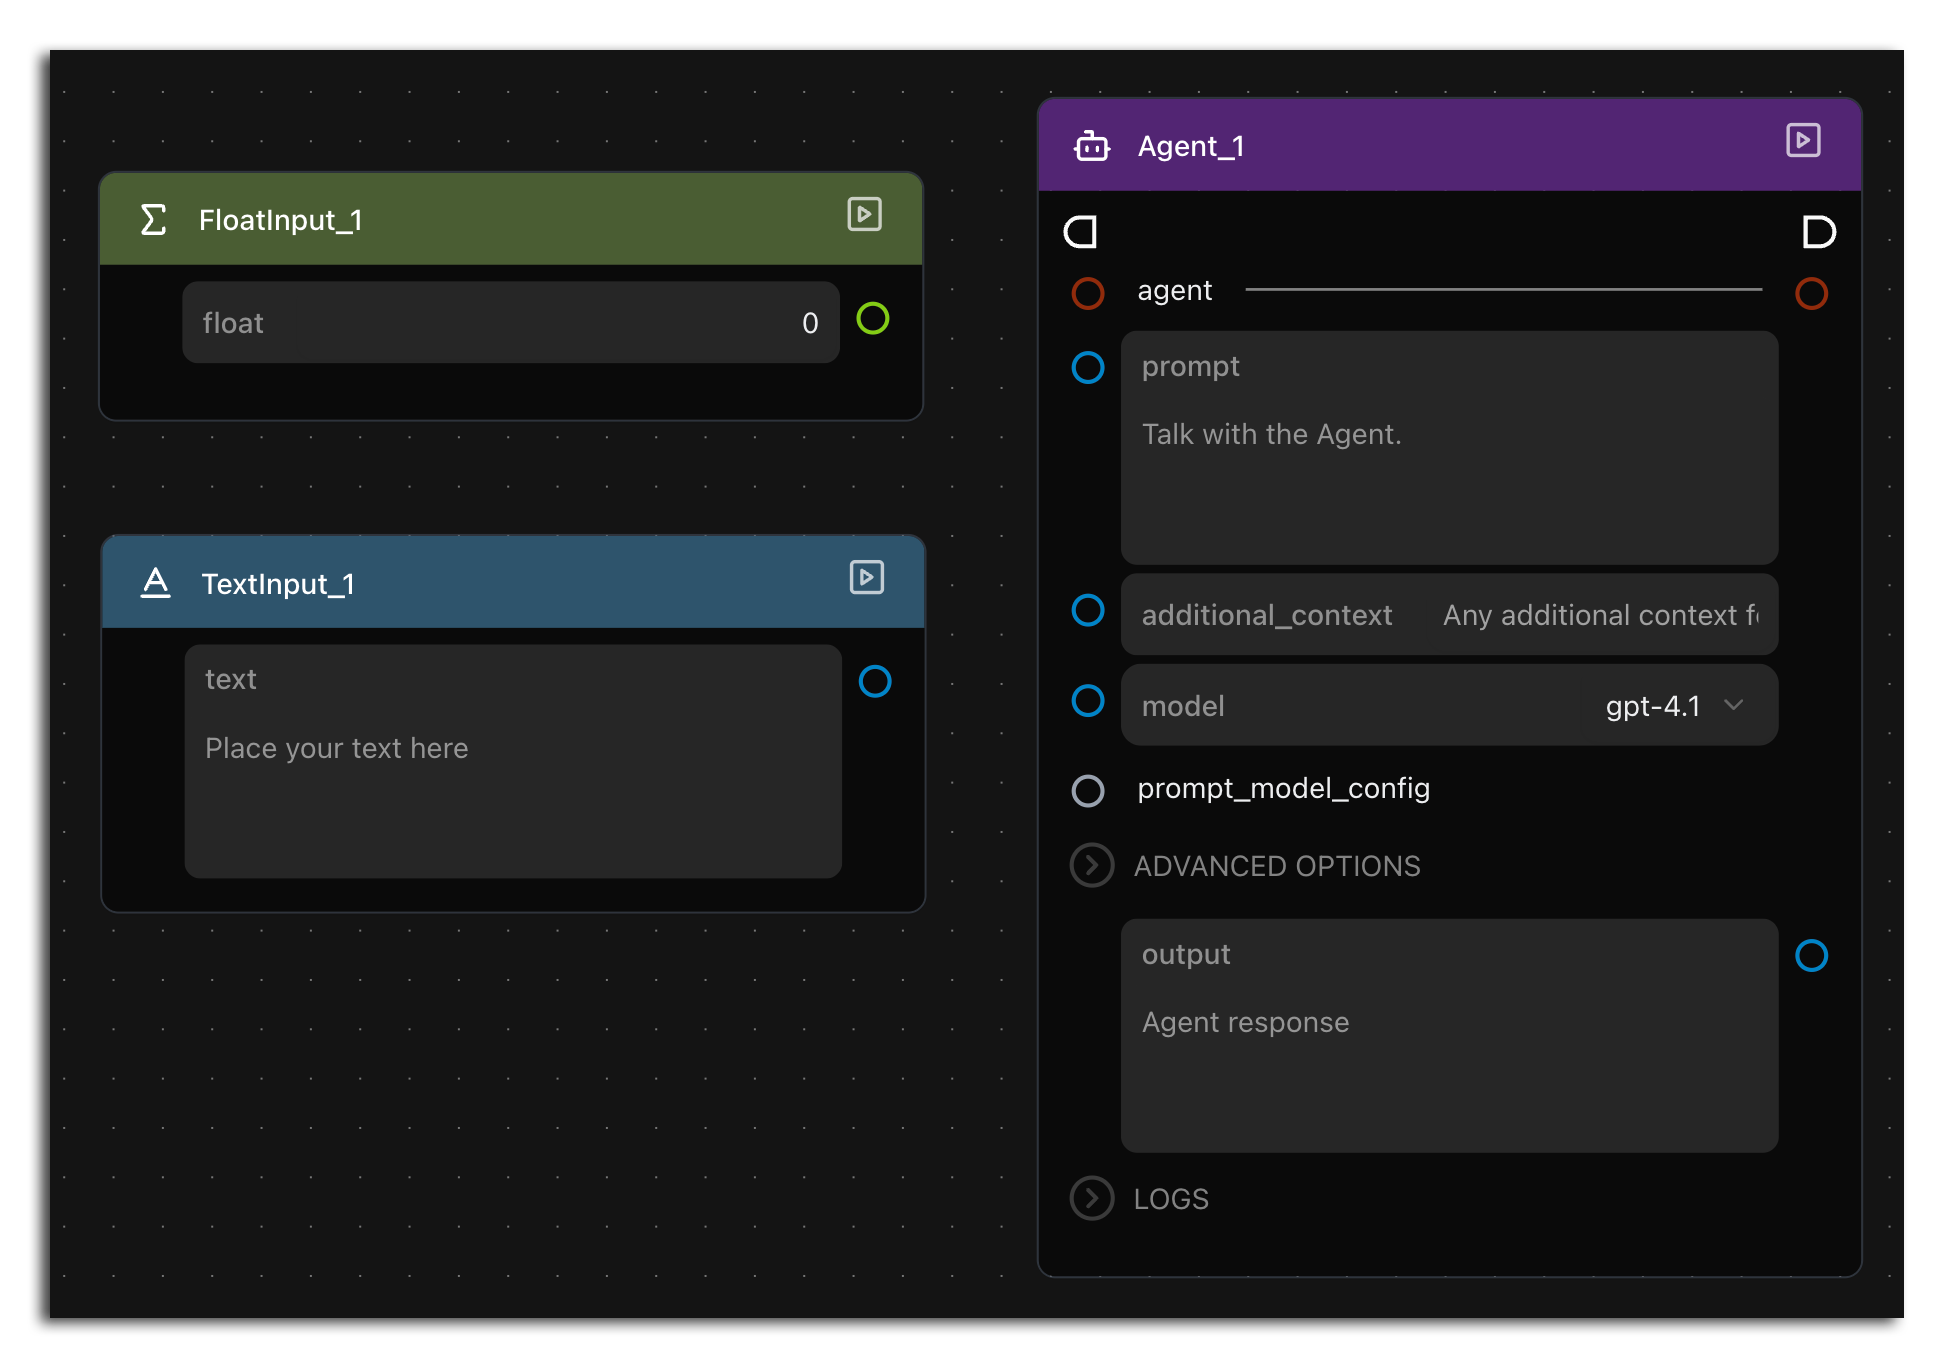 FloatInput_1
float 0
TextInput_1
text
Place your text here
Agent_1
agent
prompt
Talk with the Agent.
additional_context Any additional context
model gpt-4.1
prompt_model_config
ADVANCED OPTIONS
output
Agent response
LOGS